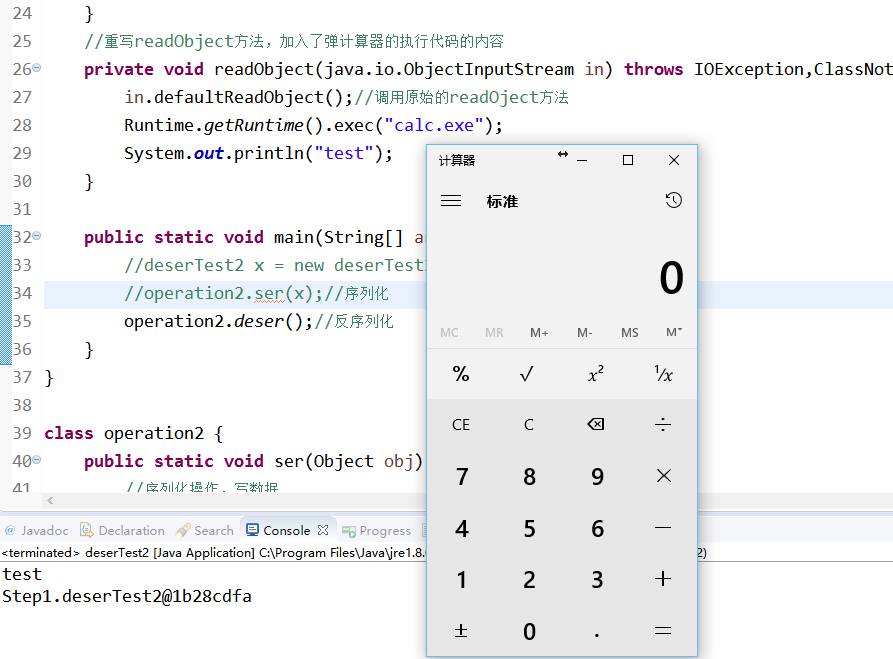 24 }
25 //重写readObject方法，加入了弹计算器的执行代码的内容
26 private void readObject(java.io.ObjectInputStream in) throws IOException,ClassNot
27 in.defaultReadObject();//调用原始的readOject方法
28 Runtime.getRuntime().exec("calc.exe");
29 System.out.println("test");
30 }
31
32 public static void main(String[] a
33 //deserTest2 x = new deserTest
34 //operation2.ser(x);//序列化
35 operation2.deser();//反序列化
36 }
37 }
38
39 class operation2 {
40 public static void ser(Object obj)
41 //序列化操作，写数据
@ Javadoc Declaration Search Console Progress
<terminated> deserTest2 [Java Application] C:\Program Files\Java\jre1.8. 2)
test
Step1.deserTest2@1b28cdfa
计算器
标准
0
MC MR M+ M- MS M˅
% √ x² ¹/x
CE C ÷
7 8 9 ×
4 5 6 −
1 2 3 +
± 0 . =